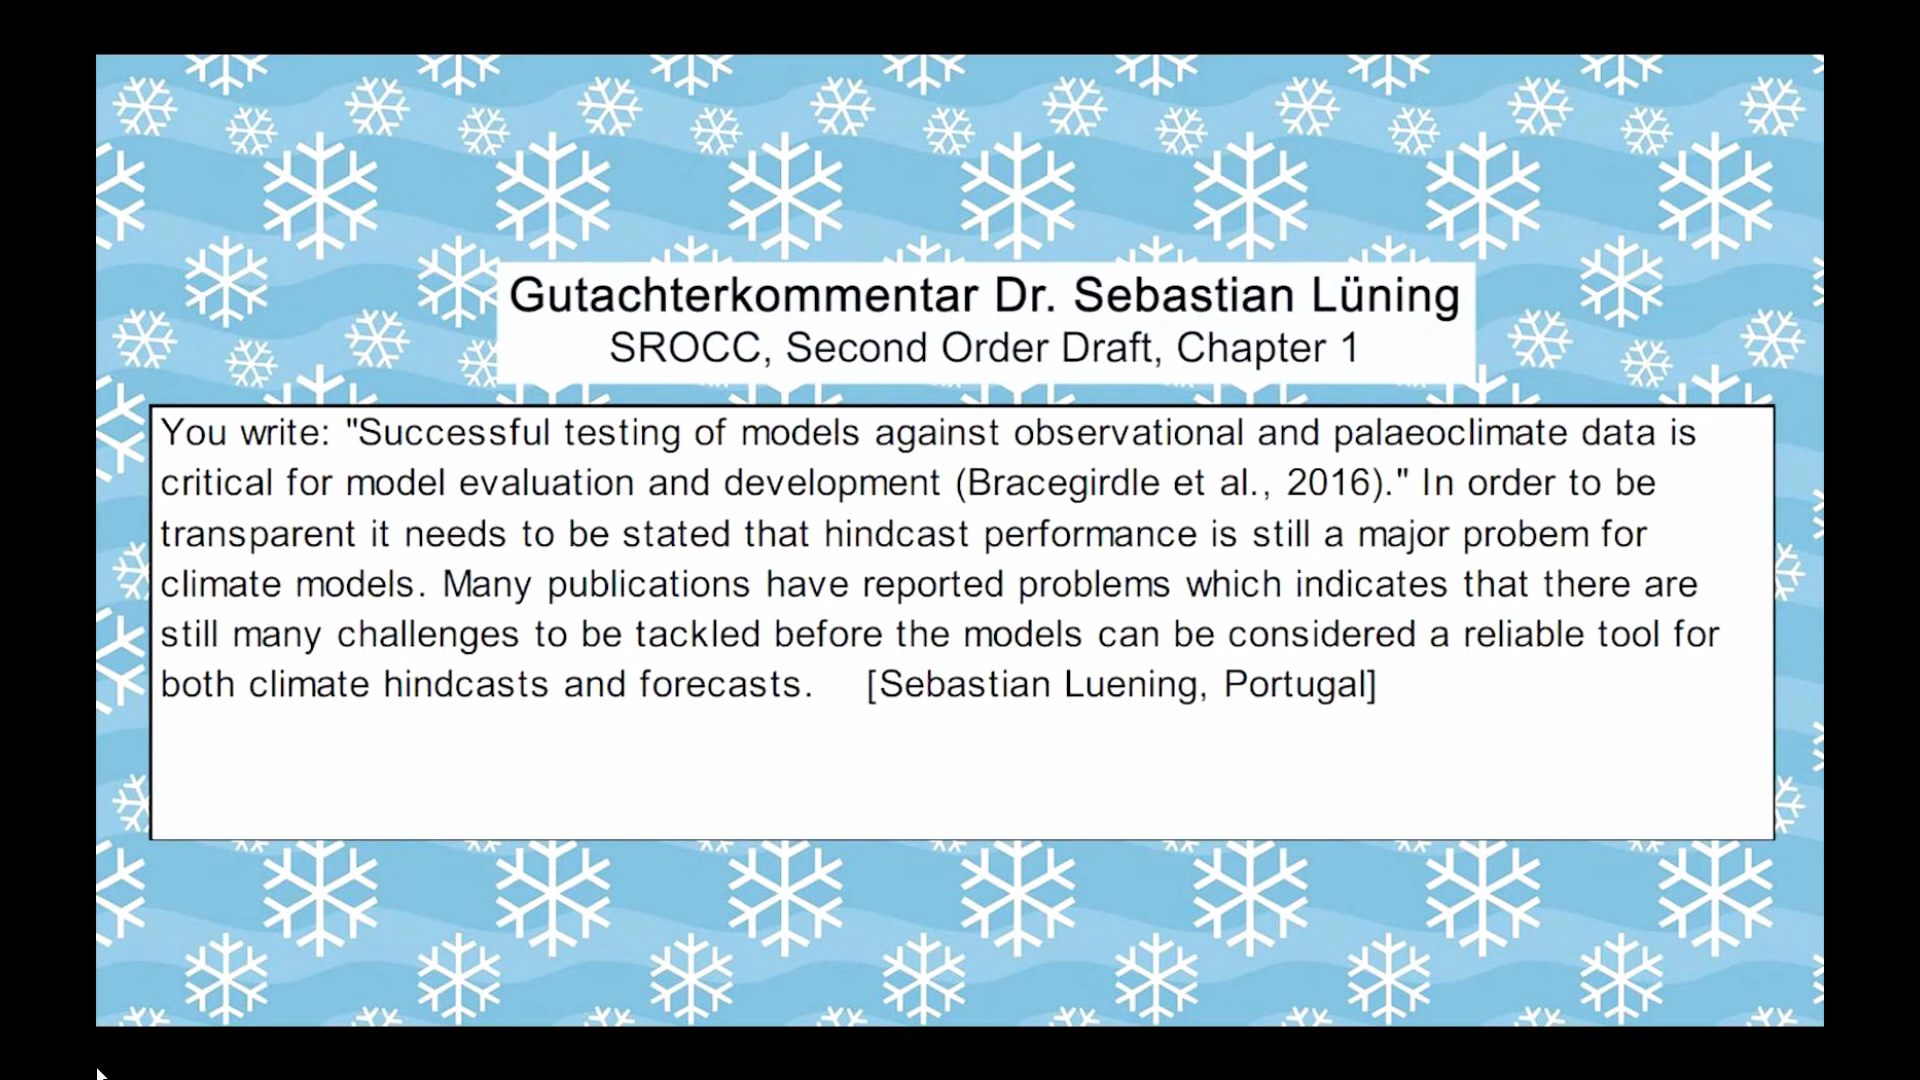 Gutachterkommentar Dr. Sebastian Lüning
SROCC, Second Order Draft, Chapter 1
You write: "Successful testing of models against observational and palaeoclimate data is
critical for model evaluation and development (Bracegirdle et al., 2016)." In order to be
transparent it needs to be stated that hindcast performance is still a major probem for
climate models. Many publications have reported problems which indicates that there are
still many challenges to be tackled before the models can be considered a reliable tool for
both climate hindcasts and forecasts. [Sebastian Luening, Portugal]